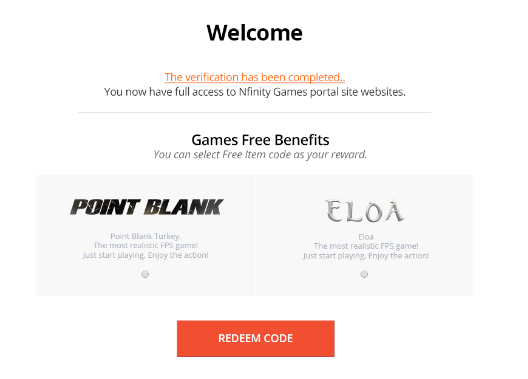 Welcome
The verification has been completed..
You now have full access to Nfinity Games portal site websites.
Games Free Benefits
You can select Free Item code as your reward.
POINT BLANK
Point Blank Turkey.
The most realistic FPS game!
Just start playing. Enjoy the action!
ELOA
Eloa
The most realistic FPS game!
Just start playing. Enjoy the action!
REDEEM CODE